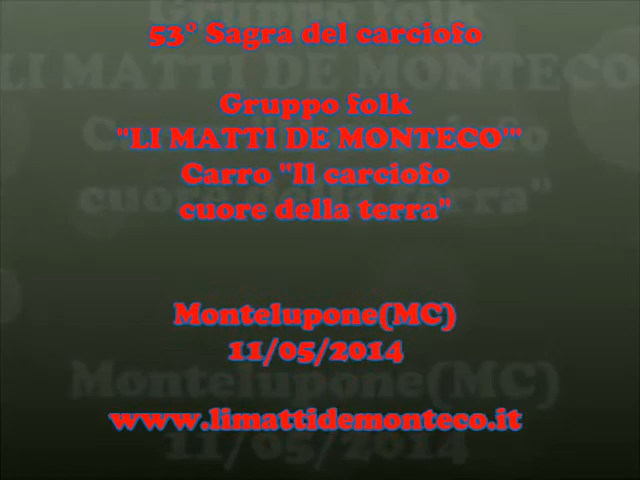 53° Sagra del carciofo
Gruppo folk
"LI MATTI DE MONTECO'"
Carro "Il carciofo
cuore della terra"
Montelupone(MC)
11/05/2014
www.limattidemonteco.it